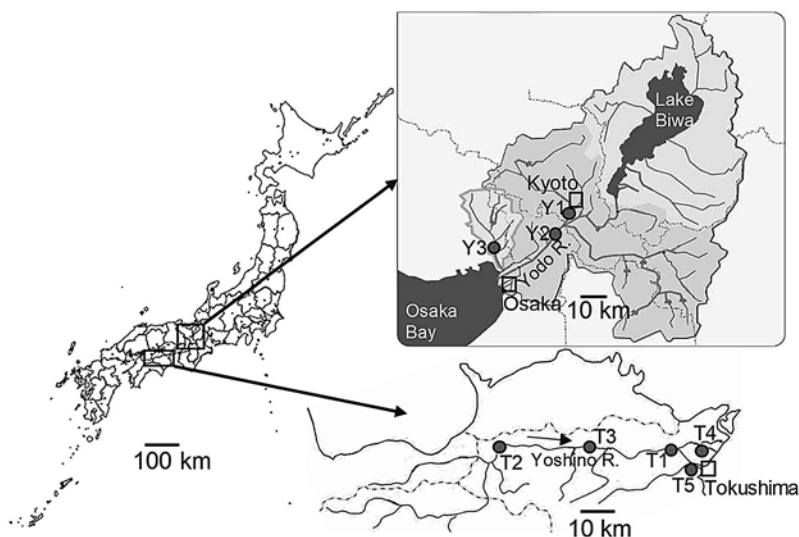 Lake
Biwa
Kyoto
Y1
Y2
Y3
Yodo R.
Osaka
Osaka
Bay
10 km
100 km
T2
T3
Yoshino R.
T1
T4
T5
Tokushima
10 km